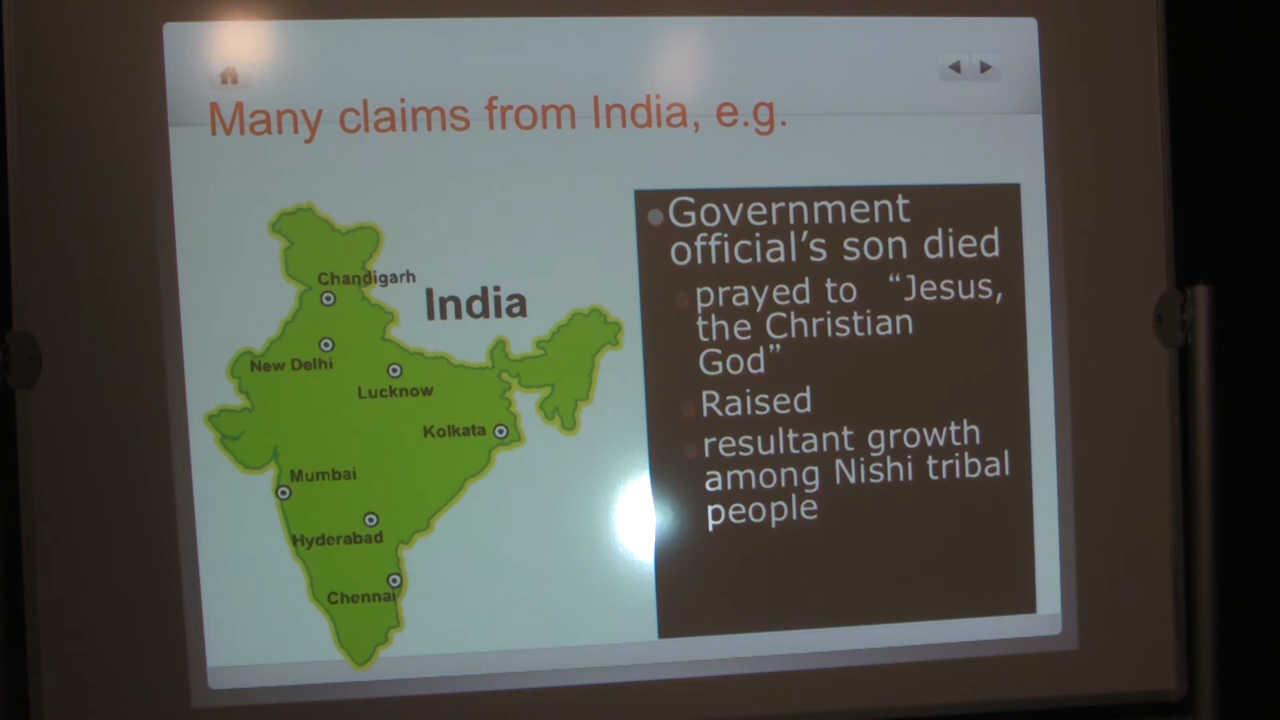 Many claims from India, e.g.
Chandigarh
India
New Delhi
Lucknow
Kolkata
Mumbai
Hyderabad
Chennai
Government
official’s son died
prayed to “Jesus,
the Christian
God”
Raised
resultant growth
among Nishi tribal
people